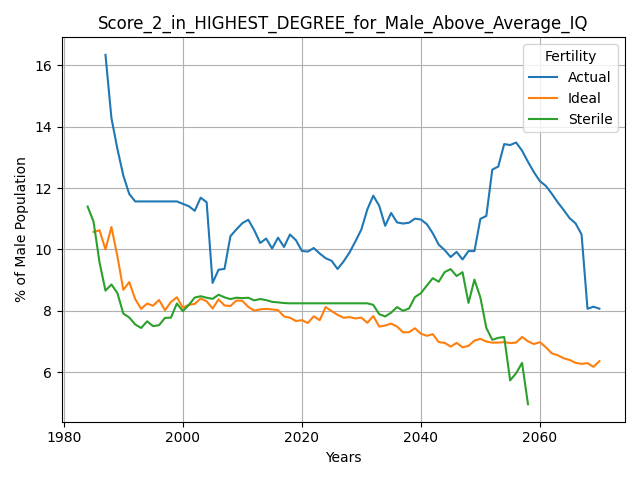 Score_2_in_HIGHEST_DEGREE_for_Male_Above_Average_IQ
% of Male Population
16
14
12
10
8
6
Fertility
Actual
Ideal
Sterile
1980 2000 2020 2040 2060
Years